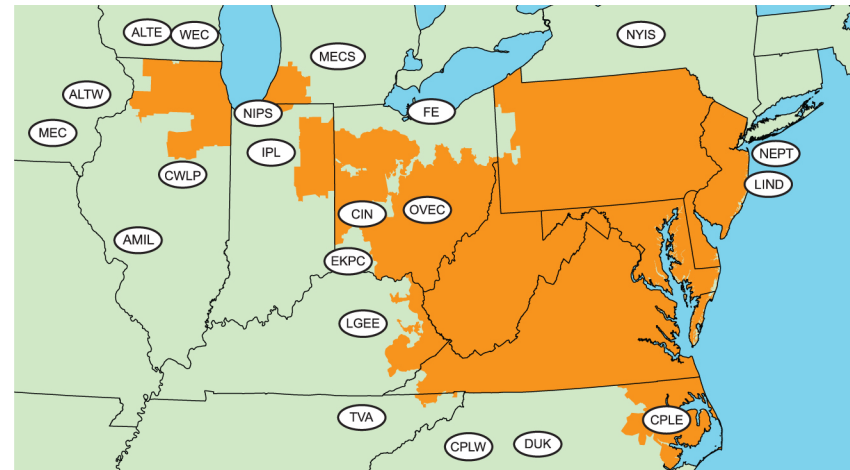 ALTE
WEC
NYIS
MECS
ALTW
NIPS
FE
MEC
IPL
NEPT
CWLP
LIND
CIN
OVEC
AMIL
EKPC
LGEE
TVA
CPLE
CPLW
DUK